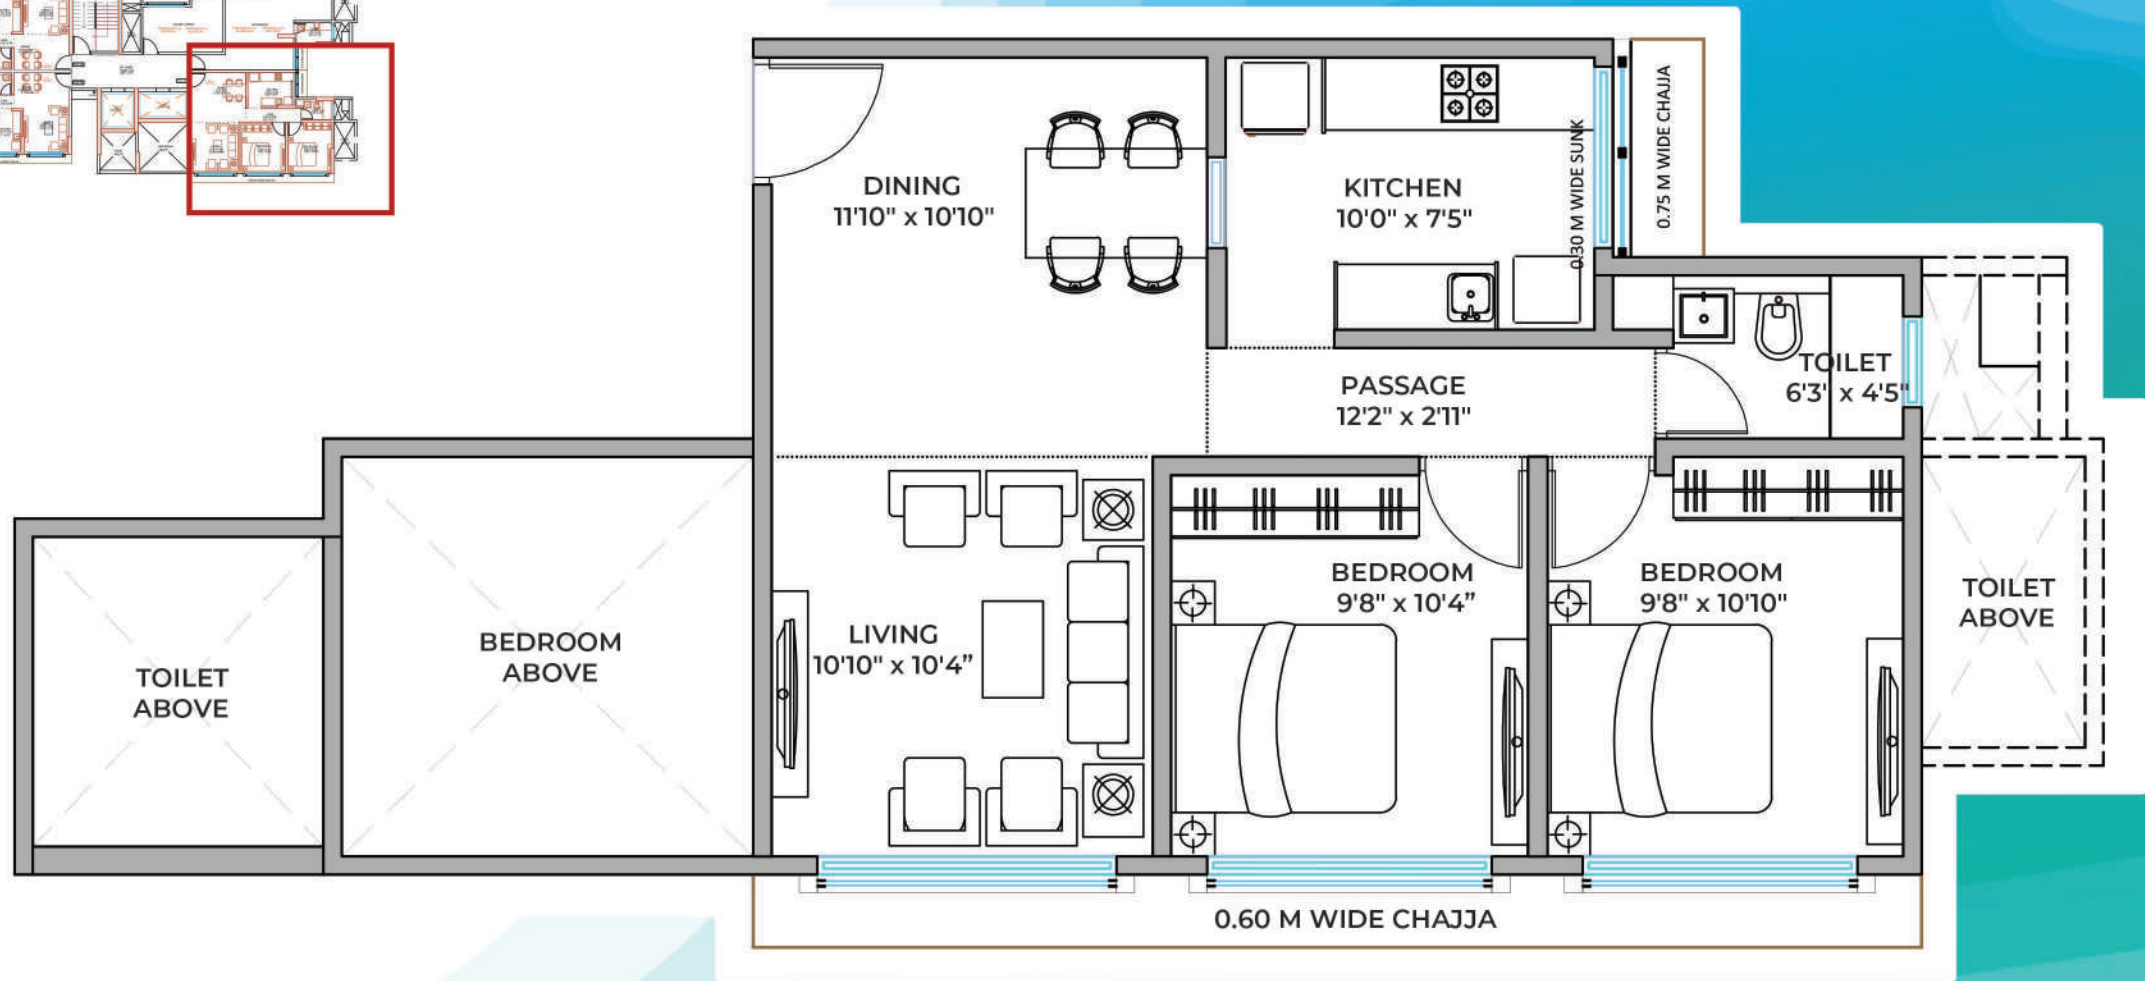 DINING
11'10" x 10'10"
KITCHEN
10'0" x 7'5"
0.30 M WIDE SUNK
0.75 M WIDE CHAJJA
PASSAGE
12'2" x 2'11"
TOILET
6'3" x 4'5"
BEDROOM
9'8" x 10'4”
BEDROOM
9'8" x 10'10"
TOILET
ABOVE
LIVING
10'10" x 10'4”
BEDROOM
ABOVE
TOILET
ABOVE
0.60 M WIDE CHAJJA